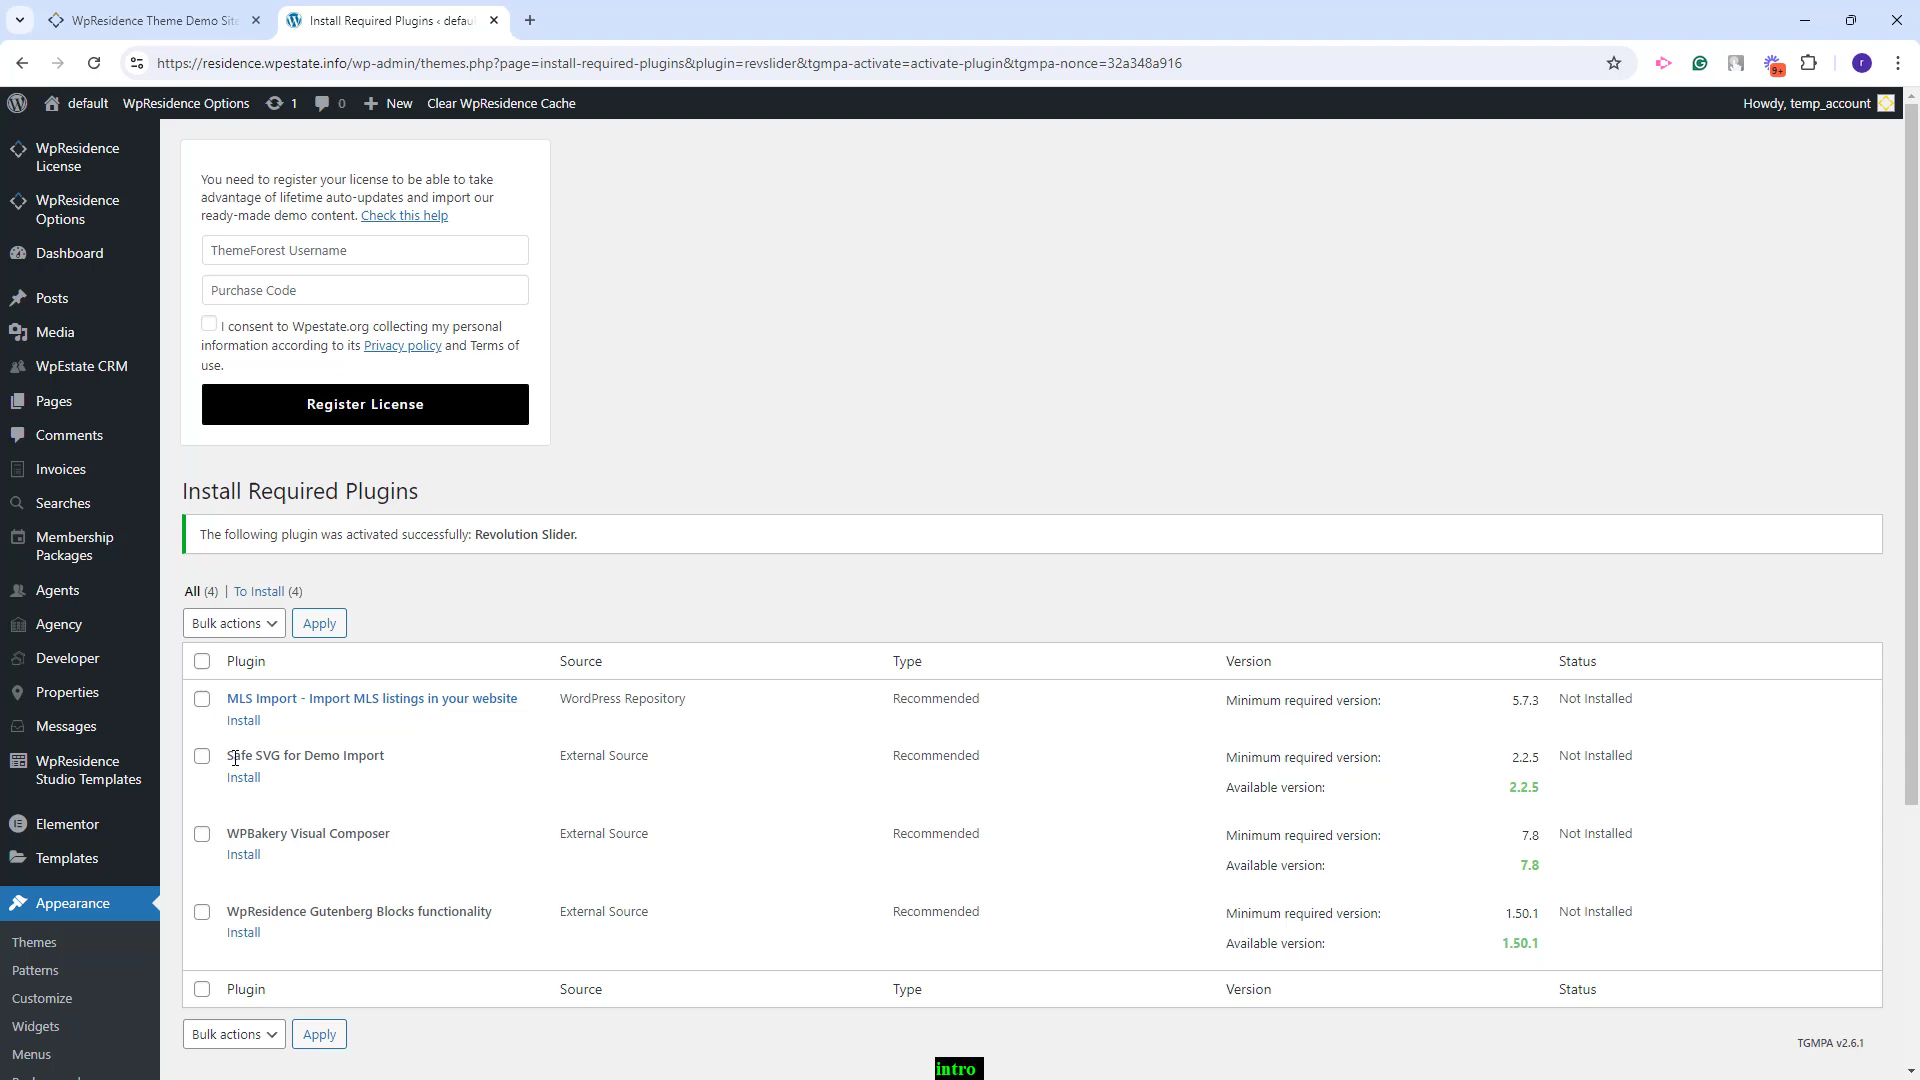 WpResidence Theme Demo Site
Install Required Plugins ‹ defau
https://residence.wpestate.info/wp-admin/themes.php?page=install-required-plugins&plugin=revslider&tgmpa-activate=activate-plugin&tgmpa-nonce=32a348a916
9+
r
default
WpResidence Options
1
0
New
Clear WpResidence Cache
Howdy, temp_account
WpResidence
License
WpResidence
Options
Dashboard
Posts
Media
WpEstate CRM
Pages
Comments
Invoices
Searches
Membership
Packages
Agents
Agency
Developer
Properties
Messages
WpResidence
Studio Templates
Elementor
Templates
Appearance
Themes
Patterns
Customize
Widgets
Menus
You need to register your license to be able to take
advantage of lifetime auto-updates and import our
ready-made demo content. Check this help
ThemeForest Username
Purchase Code
I consent to Wpestate.org collecting my personal
information according to its Privacy policy and Terms of
use.
Register License
Install Required Plugins
The following plugin was activated successfully: Revolution Slider.
All (4) | To Install (4)
Bulk actions Apply
Plugin Source Type Version Status
MLS Import - Import MLS listings in your website WordPress Repository Recommended Minimum required version: 5.7.3 Not Installed
Install
Safe SVG for Demo Import External Source Recommended Minimum required version: 2.2.5 Not Installed
Install Available version: 2.2.5
WPBakery Visual Composer External Source Recommended Minimum required version: 7.8 Not Installed
Install Available version: 7.8
WpResidence Gutenberg Blocks functionality External Source Recommended Minimum required version: 1.50.1 Not Installed
Install Available version: 1.50.1
Plugin Source Type Version Status
Bulk actions Apply
TGMPA v2.6.1
intro